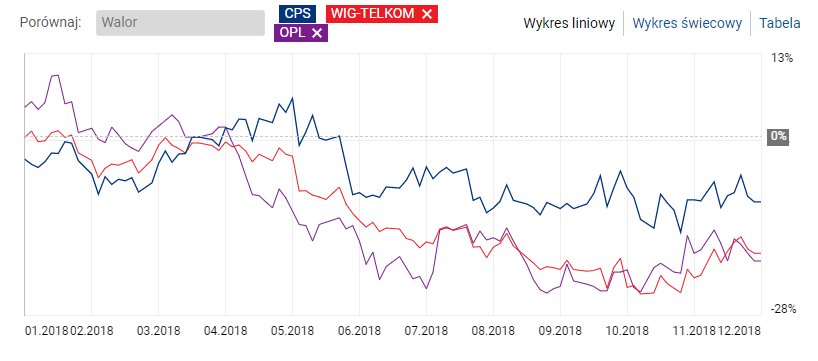 Porównaj: Walor CPS WIG-TELKOM ✕ Wykres liniowy Wykres świecowy Tabela
OPL ✕
13%
0%
-28%
01.2018 02.2018 03.2018 04.2018 05.2018 06.2018 07.2018 08.2018 09.2018 10.2018 11.2018 12.2018